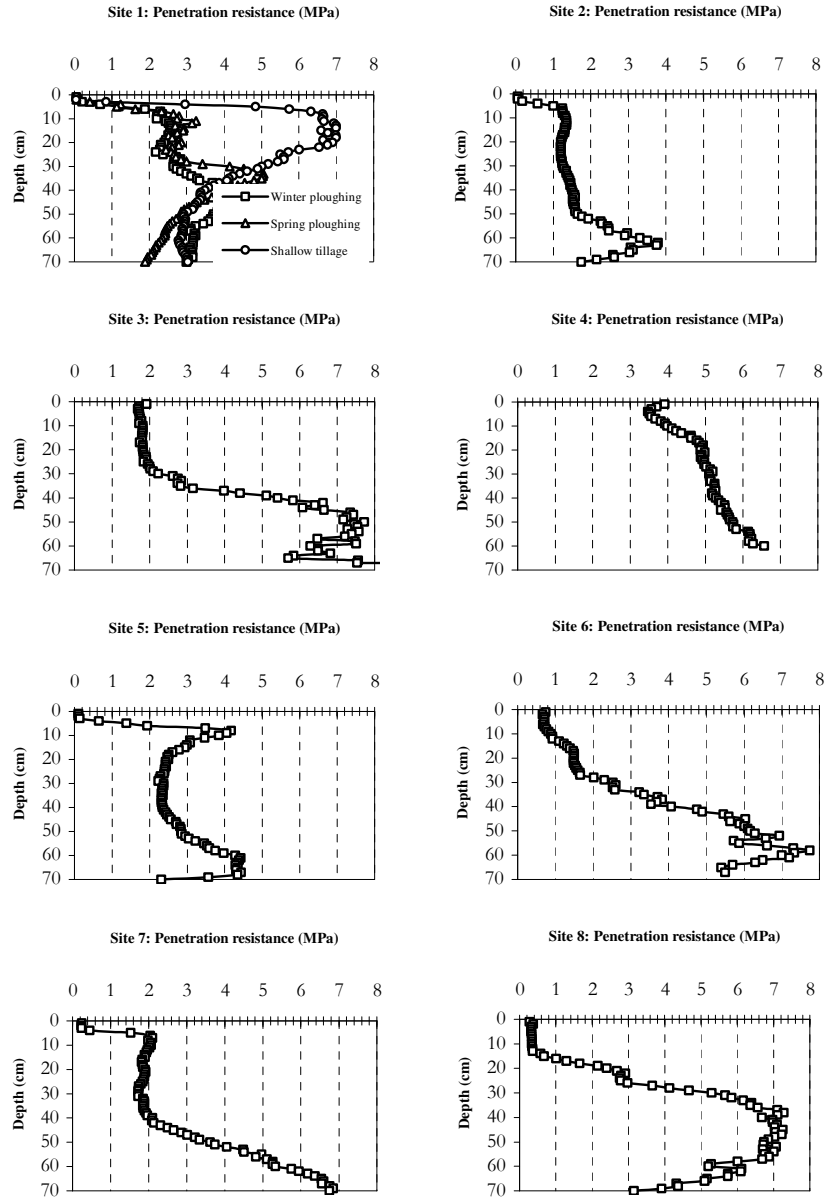 Site 1: Penetration resistance (MPa)
0 1 2 3 4 5 6 7 8
Depth (cm)
0
10
20
30
40
50
60
70
Winter ploughing
Spring ploughing
Shallow tillage
Site 2: Penetration resistance (MPa)
0 1 2 3 4 5 6 7 8
Depth (cm)
0
10
20
30
40
50
60
70
Site 3: Penetration resistance (MPa)
0 1 2 3 4 5 6 7 8
Depth (cm)
0
10
20
30
40
50
60
70
Site 4: Penetration resistance (MPa)
0 1 2 3 4 5 6 7 8
Depth (cm)
0
10
20
30
40
50
60
70
Site 5: Penetration resistance (MPa)
0 1 2 3 4 5 6 7 8
Depth (cm)
0
10
20
30
40
50
60
70
Site 6: Penetration resistance (MPa)
0 1 2 3 4 5 6 7 8
Depth (cm)
0
10
20
30
40
50
60
70
Site 7: Penetration resistance (MPa)
0 1 2 3 4 5 6 7 8
Depth (cm)
0
10
20
30
40
50
60
70
Site 8: Penetration resistance (MPa)
0 1 2 3 4 5 6 7 8
Depth (cm)
0
10
20
30
40
50
60
70